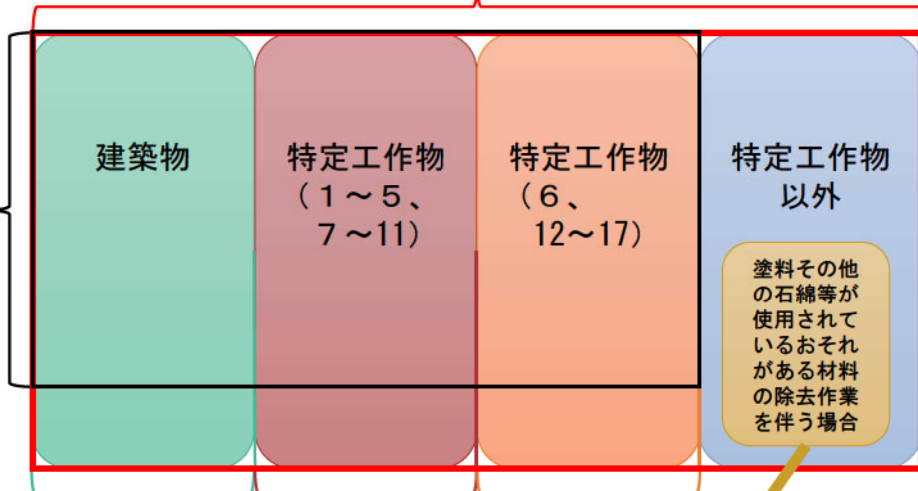 建築物
特定工作物
（１～５、
７～11）
特定工作物
（６、
12～17）
特定工作物
以外
塗料その他
の石綿等が
使用されて
いるおそれ
がある材料
の除去作業
を伴う場合